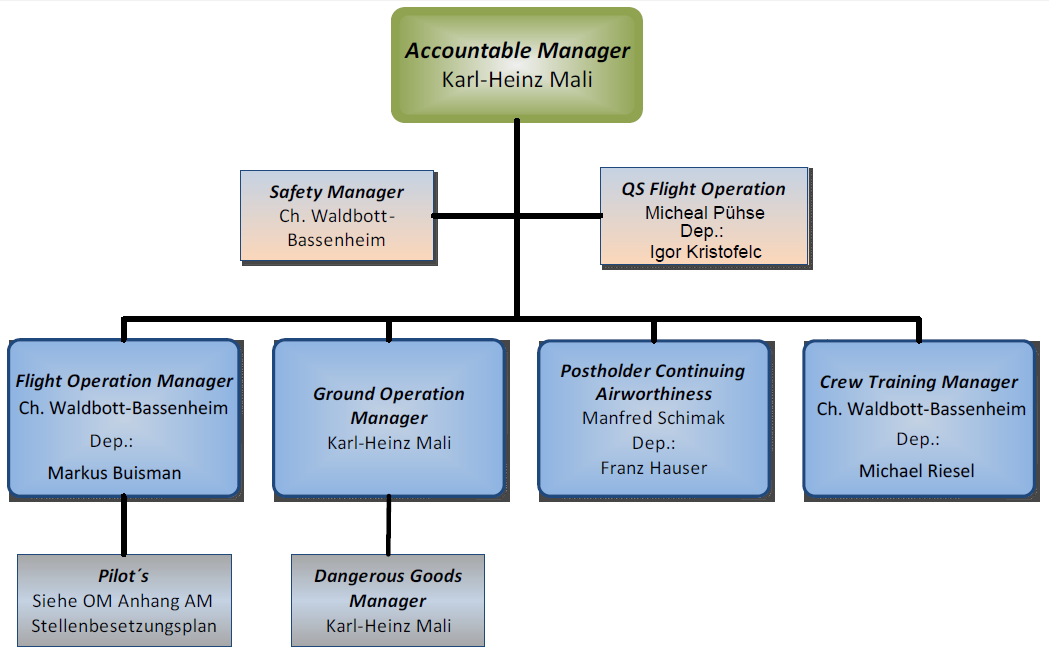 Accountable Manager
Karl-Heinz Mali
Safety Manager
Ch. Waldbott-
Bassenheim
QS Flight Operation
Micheal Pühse
Dep.:
Igor Kristofelc
Flight Operation Manager
Ch. Waldbott-Bassenheim
Dep.:
Markus Buisman
Ground Operation
Manager
Karl-Heinz Mali
Postholder Continuing
Airworthiness
Manfred Schimak
Dep.:
Franz Hauser
Crew Training Manager
Ch. Waldbott-Bassenheim
Dep.:
Michael Riesel
Pilot´s
Siehe OM Anhang AM
Stellenbesetzungsplan
Dangerous Goods
Manager
Karl-Heinz Mali